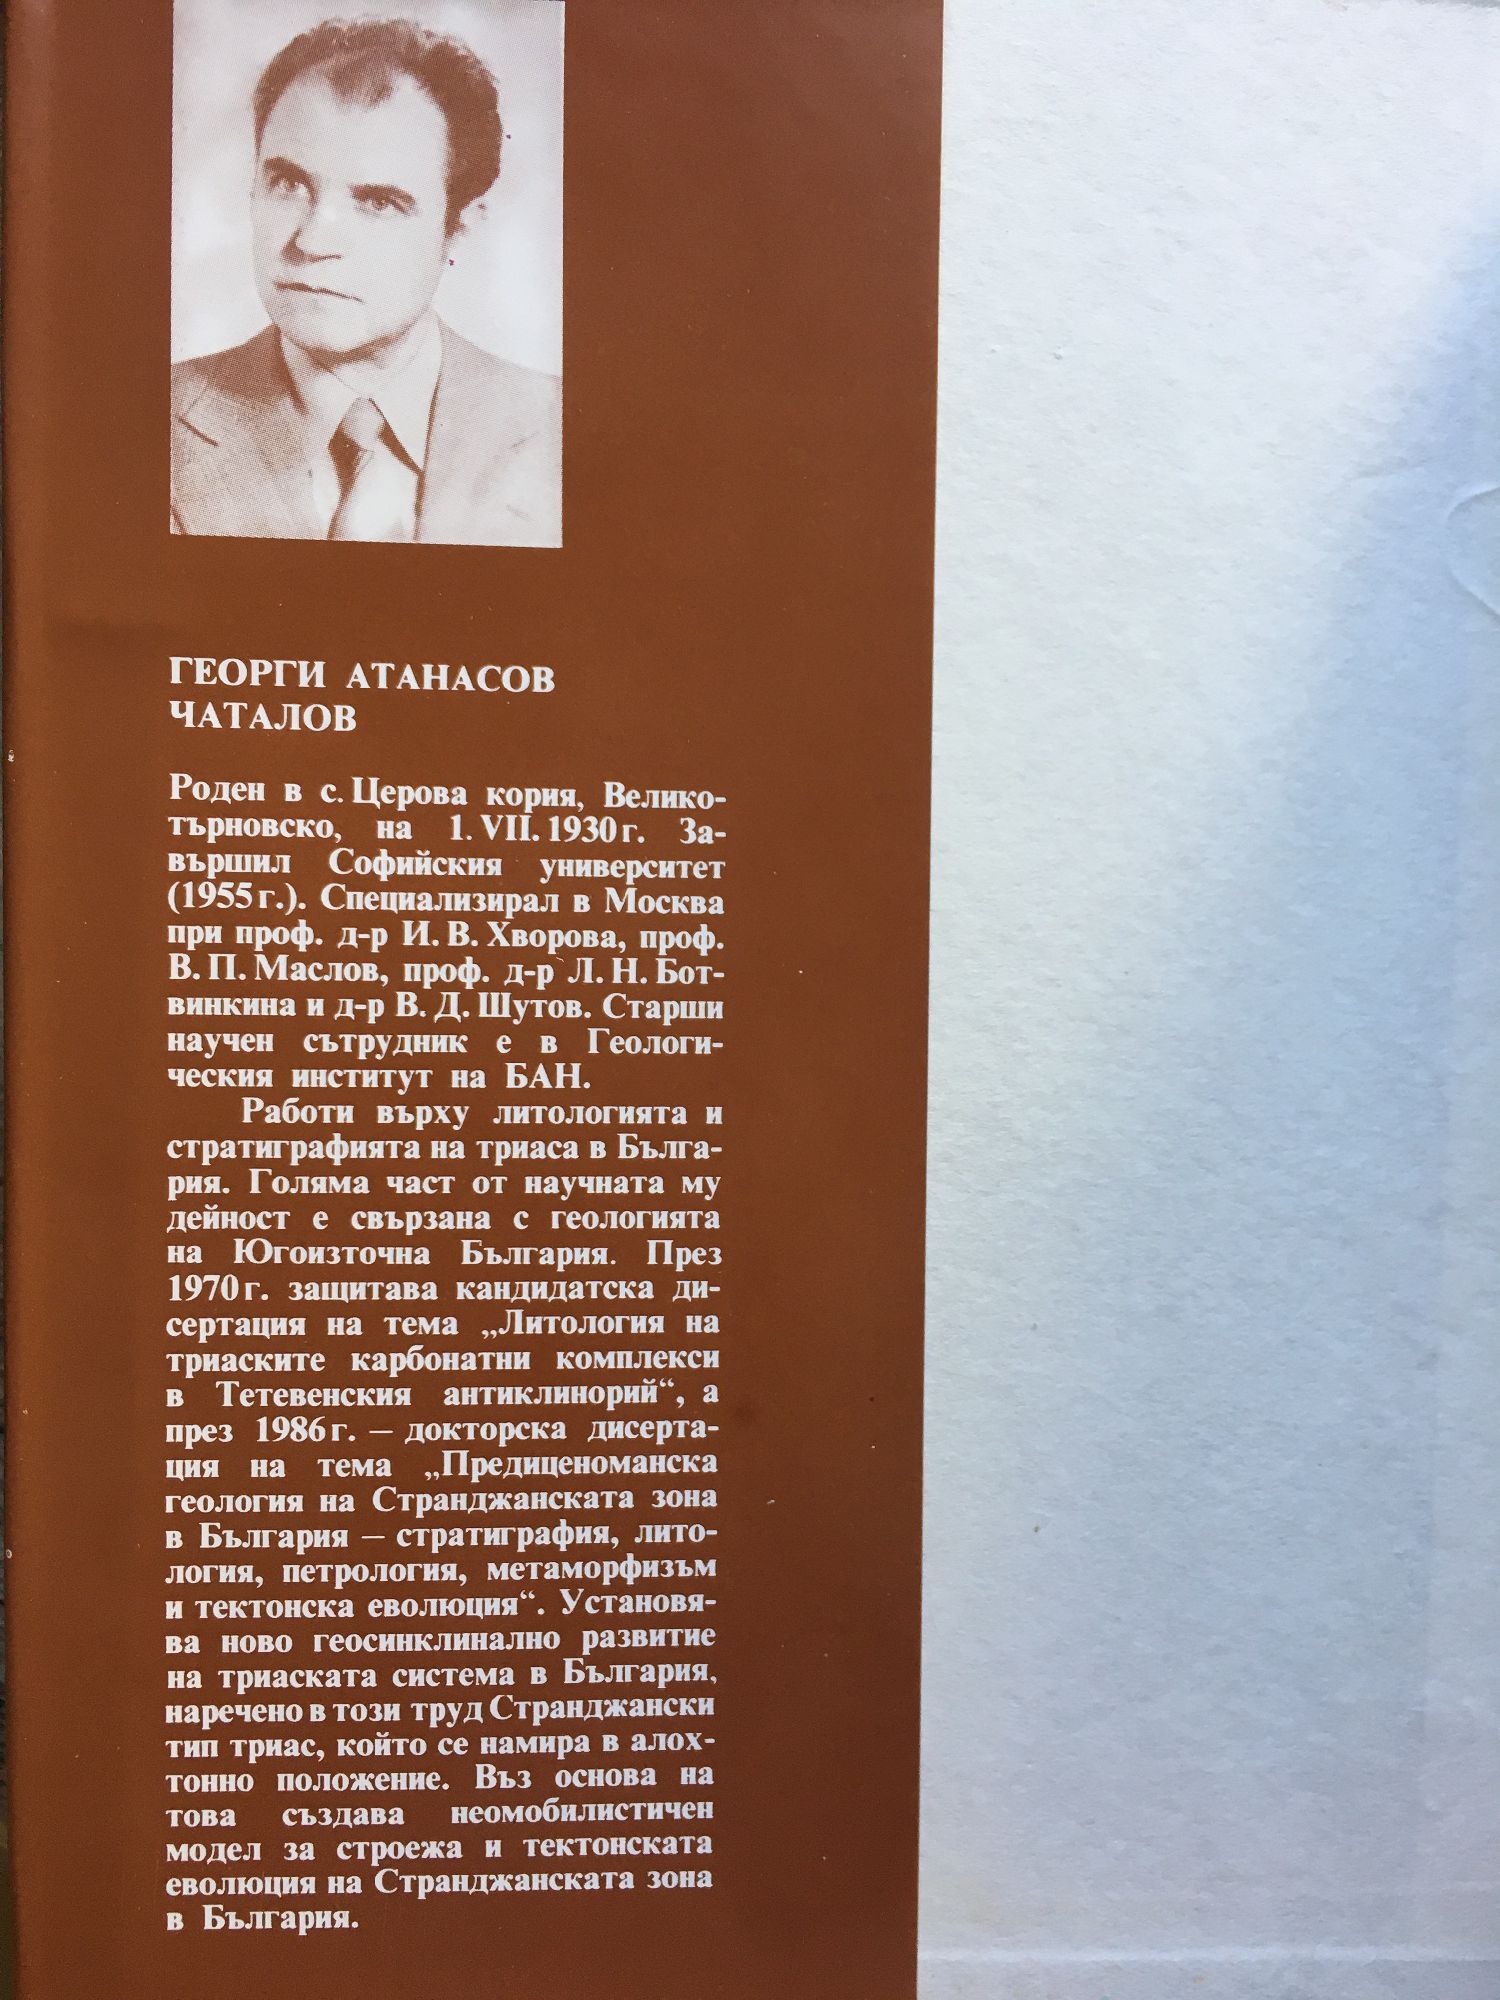 ГЕОРГИ АТАНАСОВ
ЧАТАЛОВ
Роден в с. Церова кория, Велико-
търновско, на 1. VII. 1930 г. За-
вършил Софийския университет
(1955 г.). Специализирал в Москва
при проф. д-р И. В. Хворова, проф.
В. П. Маслов, проф. д-р Л. Н. Бот-
винкина и д-р В. Д. Шутов. Старши
научен сътрудник е в Геологи-
ческия институт на БАН.
Работи върху литологията и
стратиграфията на триаса в Бълга-
рия. Голяма част от научната му
дейност е свързана с геологията
на Югоизточна България. През
1970 г. защитава кандидатска ди-
сертация на тема „Литология на
триаските карбонатни комплекси
в Тетевенския антиклинорий“, а
през 1986 г. — докторска дисерта-
ция на тема „Предиценоманска
геология на Странджанската зона
в България — стратиграфия, лито-
логия, петрология, метаморфизъм
и тектонска еволюция“. Установя-
ва ново геосинклинално развитие
на триаската система в България,
наречено в този труд Странджански
тип триас, който се намира в алох-
тонно положение. Въз основа на
това създава неомобилистичен
модел за строежа и тектонската
еволюция на Странджанската зона
в България.